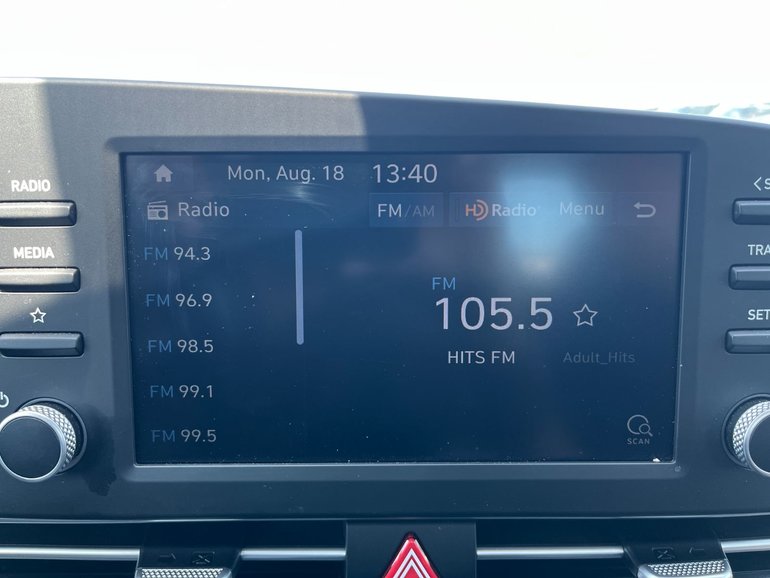 Mon, Aug. 18 13:40
Radio FM/AM HD Radio Menu
FM 94.3
FM 96.9
FM 98.5
FM 99.1
FM 99.5
FM
105.5
HITS FM Adult_Hits
SCAN
RADIO
MEDIA
<S
TRA
SET